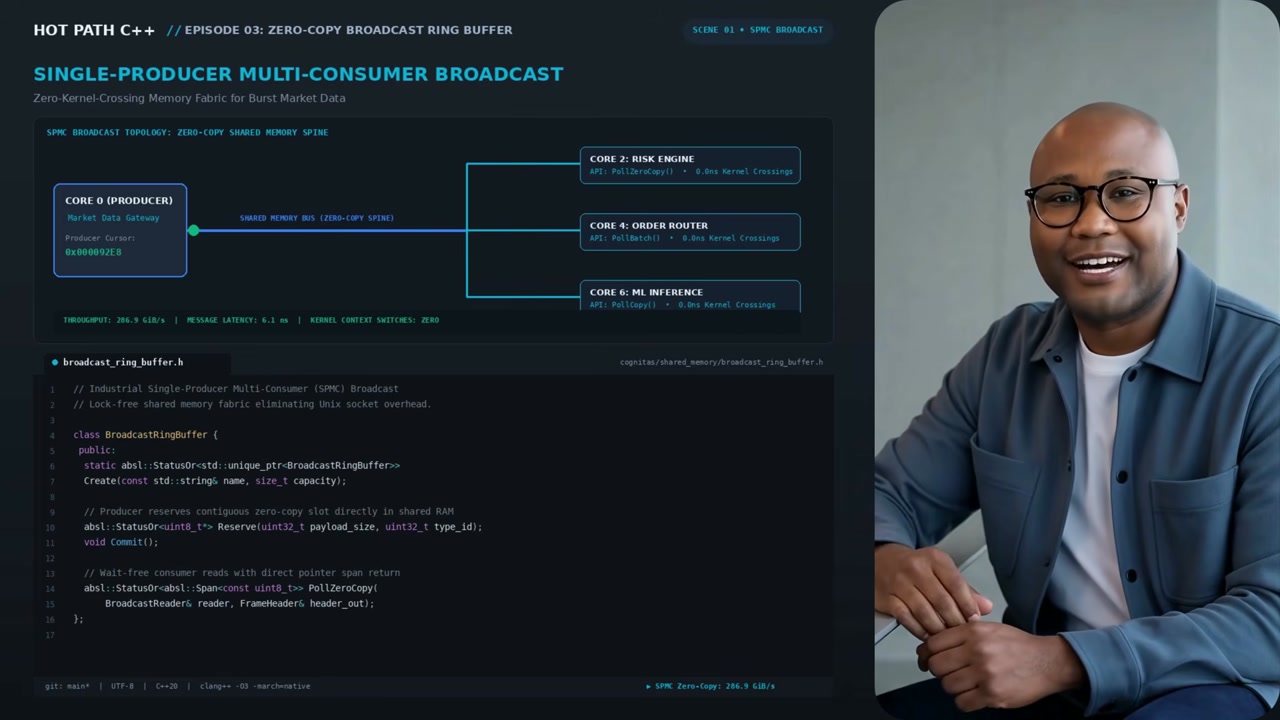 HOT PATH C++ // EPISODE 03: ZERO-COPY BROADCAST RING BUFFER
SCENE 01 • SPMC BROADCAST
SINGLE-PRODUCER MULTI-CONSUMER BROADCAST
Zero-Kernel-Crossing Memory Fabric for Burst Market Data
SPMC BROADCAST TOPOLOGY: ZERO-COPY SHARED MEMORY SPINE
CORE 0 (PRODUCER)
Market Data Gateway
Producer Cursor:
0x000092E8
SHARED MEMORY BUS (ZERO-COPY SPINE)
CORE 2: RISK ENGINE
API: PollZeroCopy() • 0.0ns Kernel Crossings
CORE 4: ORDER ROUTER
API: PollBatch() • 0.0ns Kernel Crossings
CORE 6: ML INFERENCE
API: PollCopy() • 0.0ns Kernel Crossings
THROUGHPUT: 286.9 GiB/s | MESSAGE LATENCY: 6.1 ns | KERNEL CONTEXT SWITCHES: ZERO
broadcast_ring_buffer.h
cognitas/shared_memory/broadcast_ring_buffer.h
1 // Industrial Single-Producer Multi-Consumer (SPMC) Broadcast
2 // Lock-free shared memory fabric eliminating Unix socket overhead.
3
4 class BroadcastRingBuffer {
5 public:
6 static absl::StatusOr<std::unique_ptr<BroadcastRingBuffer>>
7 Create(const std::string& name, size_t capacity);
8
9 // Producer reserves contiguous zero-copy slot directly in shared RAM
10 absl::StatusOr<uint8_t*> Reserve(uint32_t payload_size, uint32_t type_id);
11 void Commit();
12
13 // Wait-free consumer reads with direct pointer span return
14 absl::StatusOr<absl::Span<const uint8_t>> PollZeroCopy(
15 BroadcastReader& reader, FrameHeader& header_out);
16 };
17
git: main* | UTF-8 | C++20 | clang++ -O3 -march=native
▶ SPMC Zero-Copy: 286.9 GiB/s